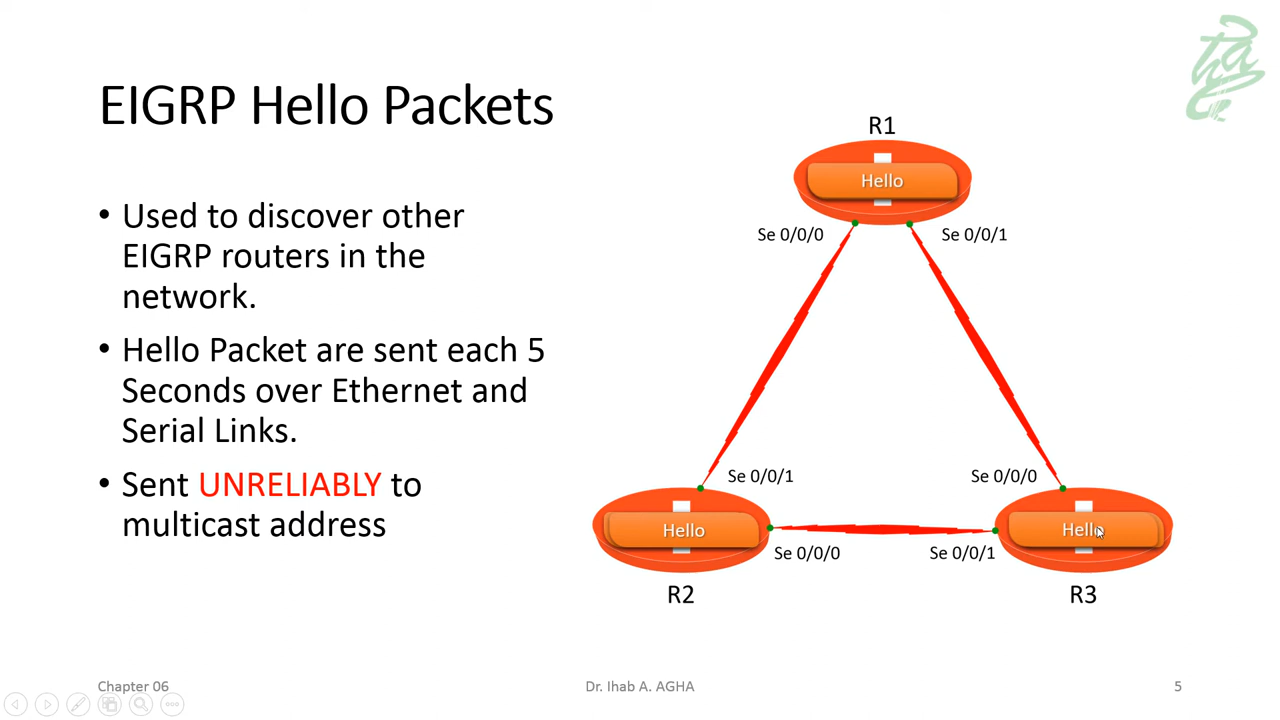 EIGRP Hello Packets
• Used to discover other
EIGRP routers in the
network.
• Hello Packet are sent each 5
Seconds over Ethernet and
Serial Links.
• Sent UNRELIABLY to
multicast address
R1
Hello
Se 0/0/0
Se 0/0/1
Se 0/0/1
Se 0/0/0
Hello
Hello
Se 0/0/0
Se 0/0/1
R2
R3
Chapter 06
Dr. Ihab A. AGHA
5